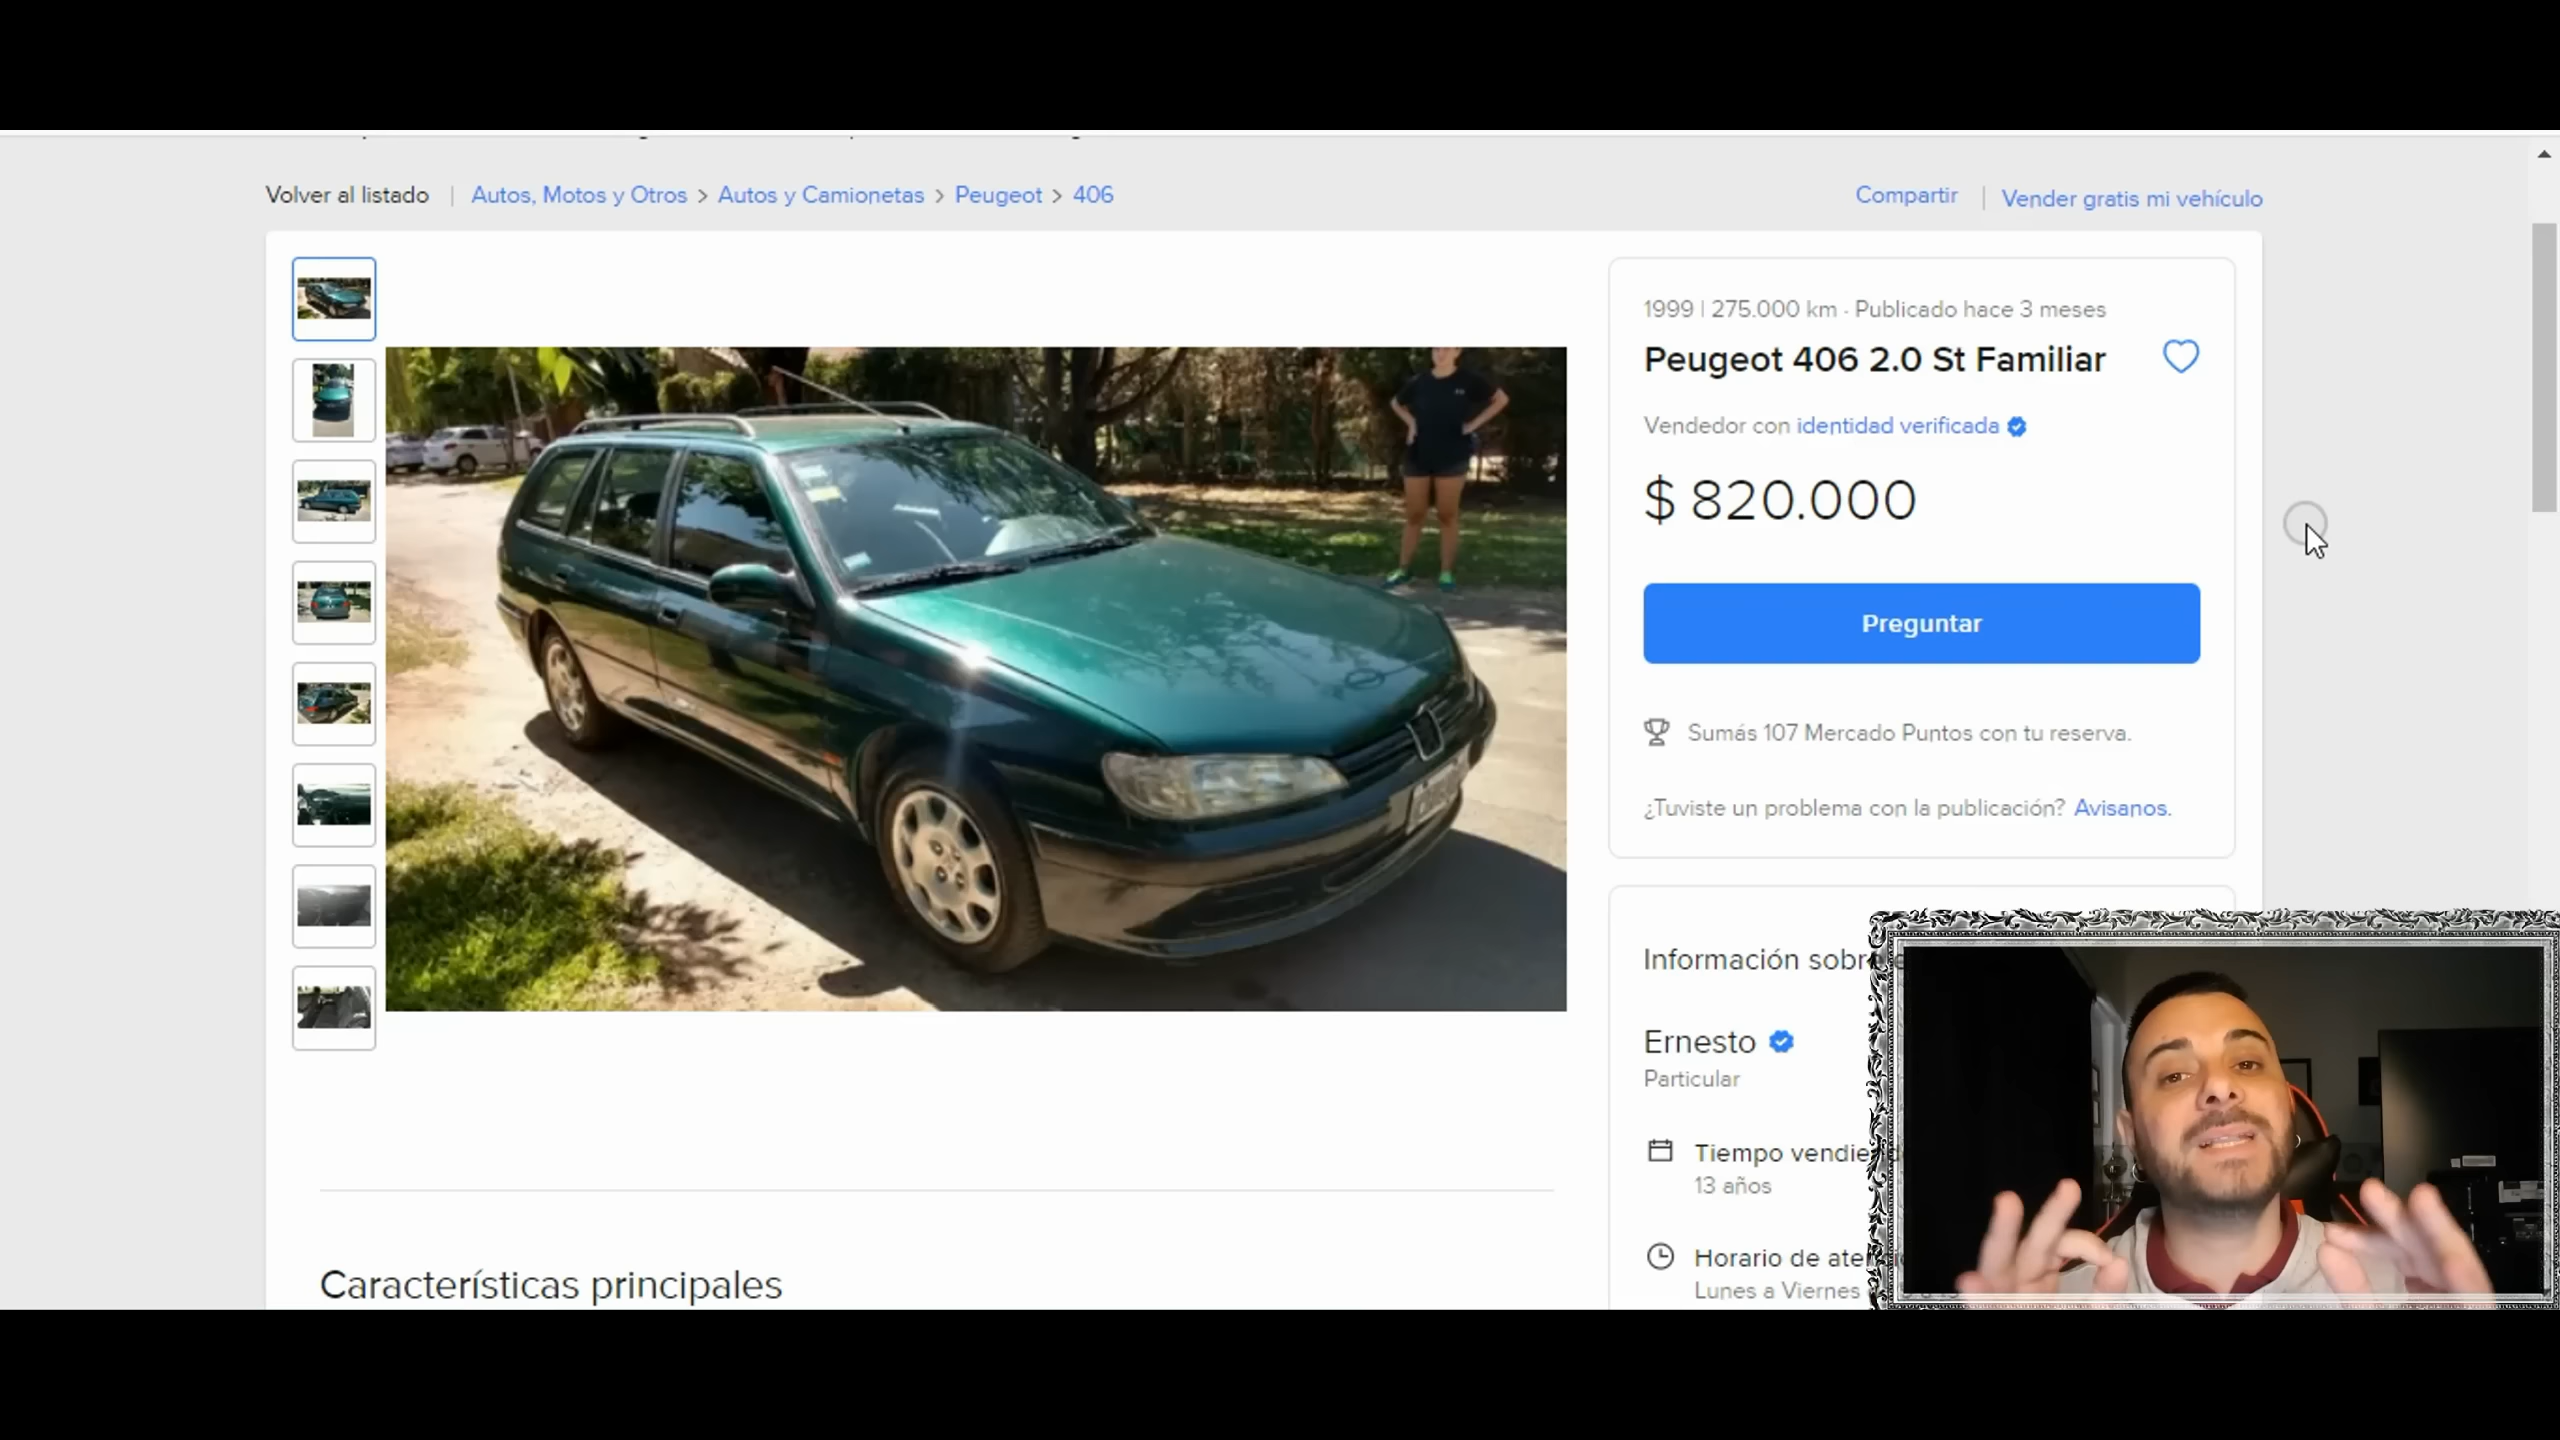 Volver al listado | Autos, Motos y Otros > Autos y Camionetas > Peugeot > 406
Compartir | Vender gratis mi vehículo
1999 | 275.000 km · Publicado hace 3 meses
Peugeot 406 2.0 St Familiar
Vendedor con identidad verificada
$ 820.000
Preguntar
Sumás 107 Mercado Puntos con tu reserva.
¿Tuviste un problema con la publicación? Avisanos.
Información
Ernesto
Particular
Tiempo
13 años
Horario de
Lunes a Viernes
Características principales